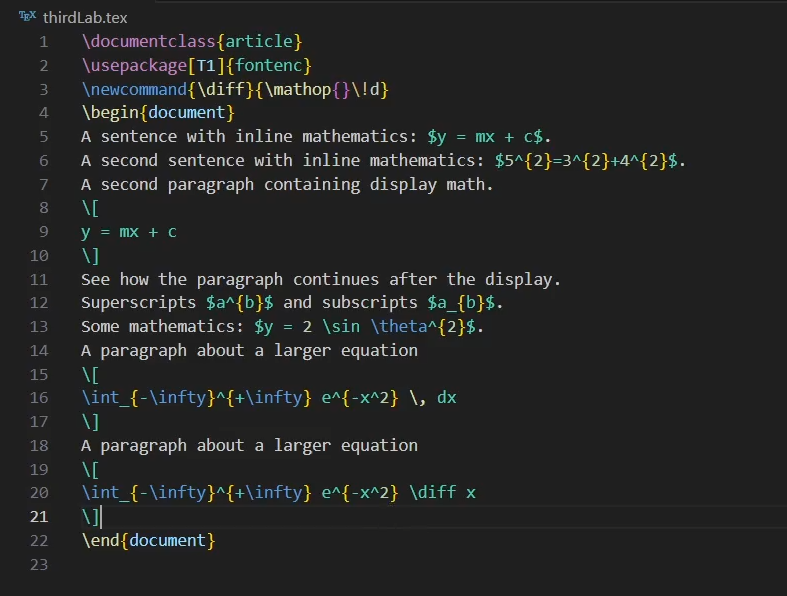 TEX thirdLab.tex
1 \documentclass{article}
2 \usepackage[T1]{fontenc}
3 \newcommand{\diff}{\mathop{}\!d}
4 \begin{document}
5 A sentence with inline mathematics: $y = mx + c$.
6 A second sentence with inline mathematics: $5^{2}=3^{2}+4^{2}$.
7 A second paragraph containing display math.
8 \[
9 y = mx + c
10 \]
11 See how the paragraph continues after the display.
12 Superscripts $a^{b}$ and subscripts $a_{b}$.
13 Some mathematics: $y = 2 \sin \theta^{2}$.
14 A paragraph about a larger equation
15 \[
16 \int_{-\infty}^{+\infty} e^{-x^2} \, dx
17 \]
18 A paragraph about a larger equation
19 \[
20 \int_{-\infty}^{+\infty} e^{-x^2} \diff x
21 \]
22 \end{document}
23